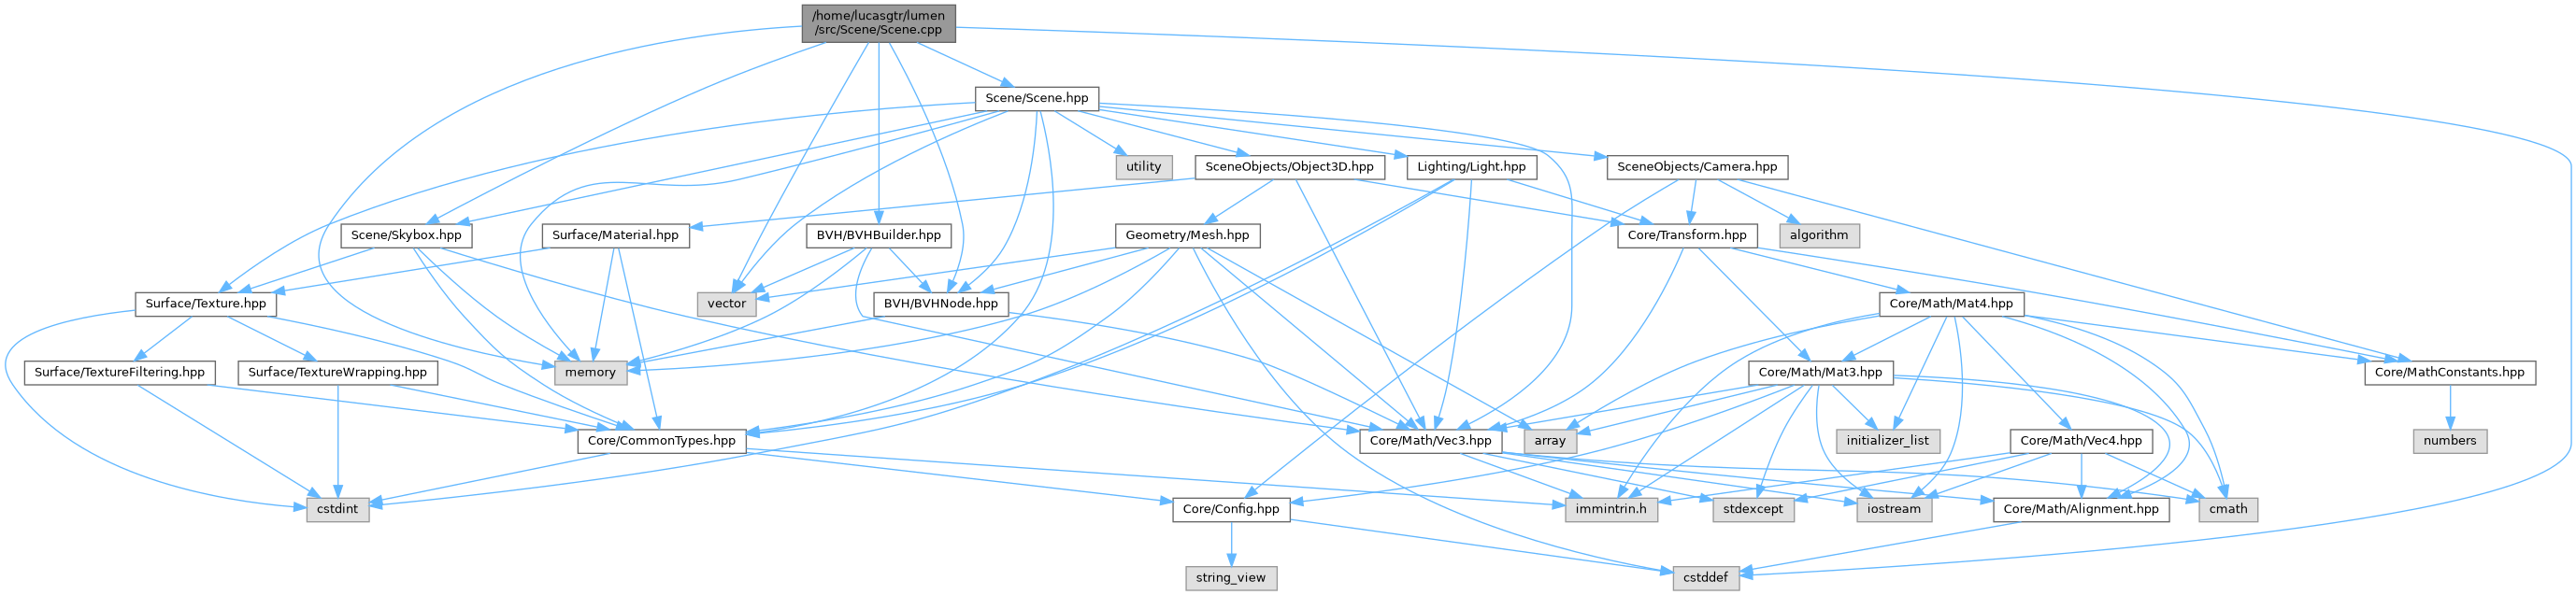 /home/lucasgtr/lumen
/src/Scene/Scene.cpp
Scene/Scene.hpp
utility
SceneObjects/Object3D.hpp
Lighting/Light.hpp
SceneObjects/Camera.hpp
Scene/Skybox.hpp
Surface/Material.hpp
BVH/BVHBuilder.hpp
Geometry/Mesh.hpp
Core/Transform.hpp
algorithm
Surface/Texture.hpp
vector
BVH/BVHNode.hpp
Core/Math/Mat4.hpp
Surface/TextureFiltering.hpp
Surface/TextureWrapping.hpp
memory
Core/Math/Mat3.hpp
Core/MathConstants.hpp
Core/CommonTypes.hpp
Core/Math/Vec3.hpp
array
initializer_list
Core/Math/Vec4.hpp
numbers
cstdint
Core/Config.hpp
immintrin.h
stdexcept
iostream
Core/Math/Alignment.hpp
cmath
string_view
cstddef